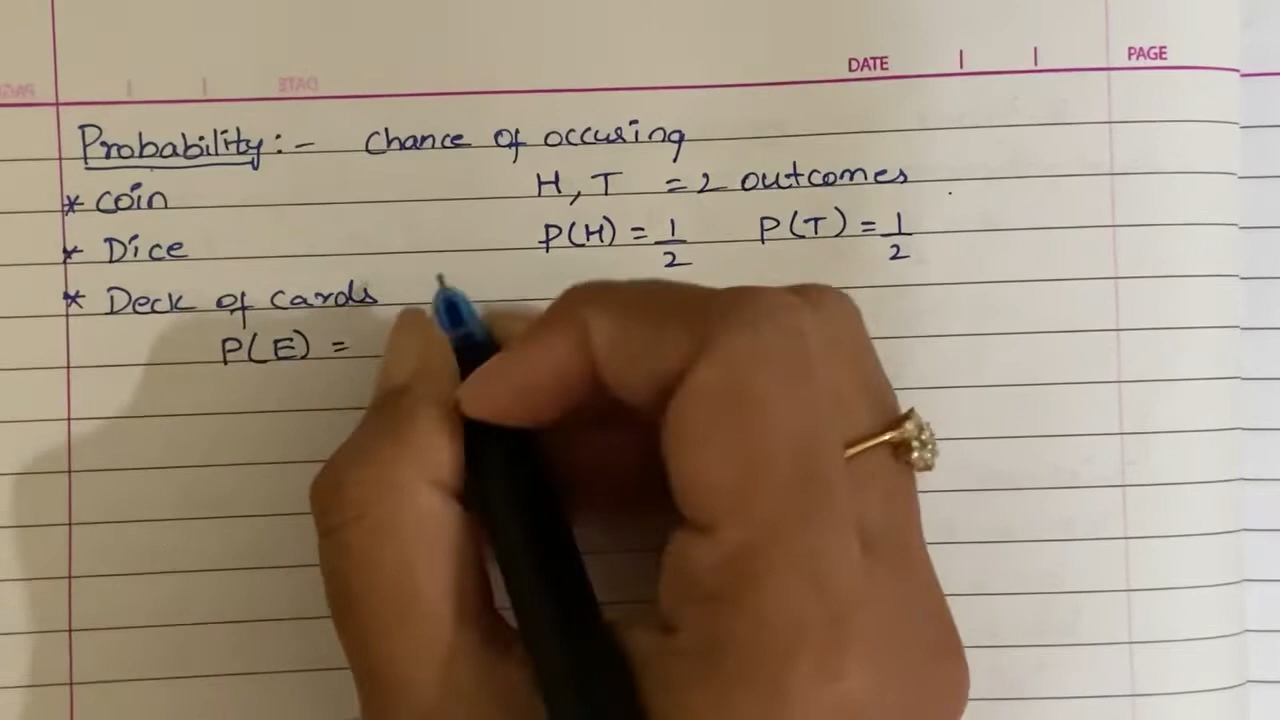 DATE | | PAGE
Probability :- Chance of occuring
* Coin H, T = 2 outcomes
* Dice P(H) = 1/2 P(T) = 1/2
* Deck of cards
P(E) =